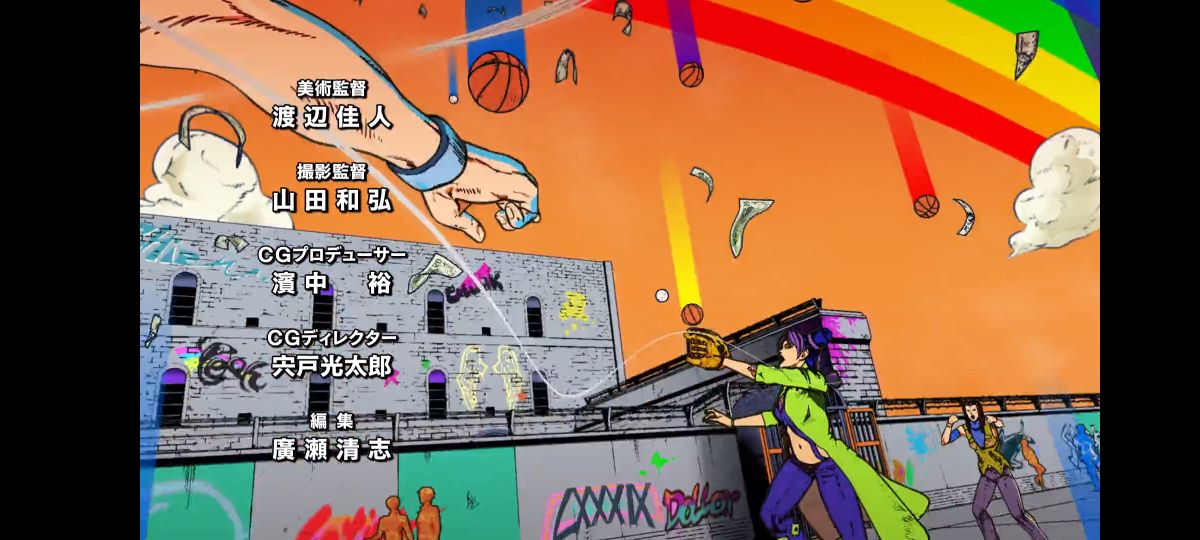 美術監督
渡辺佳人
撮影監督
山田和弘
CGプロデューサー
濱中 裕
CGディレクター
宍戸光太郎
編集
廣瀬清志
LXXXIX
Dollor